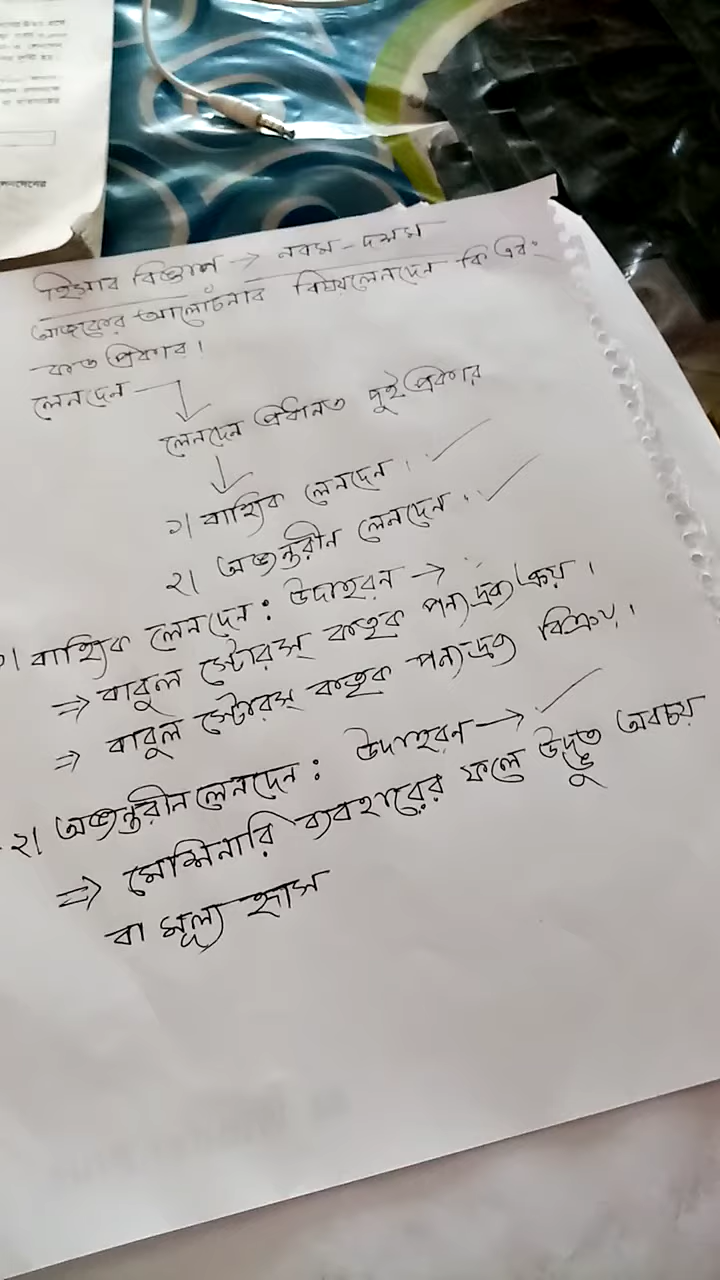 হিসাব বিজ্ঞান → নবম - দশম
আজকের আলোচনার বিষয় লেনদেন কি এবং
কত প্রকার।
লেনদেন
লেনদেন প্রধানত দুই প্রকার
১। বাহ্যিক লেনদেন।
২। অভ্যন্তরীন লেনদেন।
১। বাহ্যিক লেনদেন : উদাহরন →
⇒ বাবুল স্টোরস্ কতৃক পন্যদ্রব্য ক্রয়।
⇒ বাবুল স্টোরস্ কতৃক পন্যদ্রব্য বিক্রয়।
২। অভ্যন্তরীন লেনদেন : উদাহরন →
⇒ মেশিনারি ব্যবহারের ফলে উদ্ভূত অবচয়
বা মূল্য হ্রাস